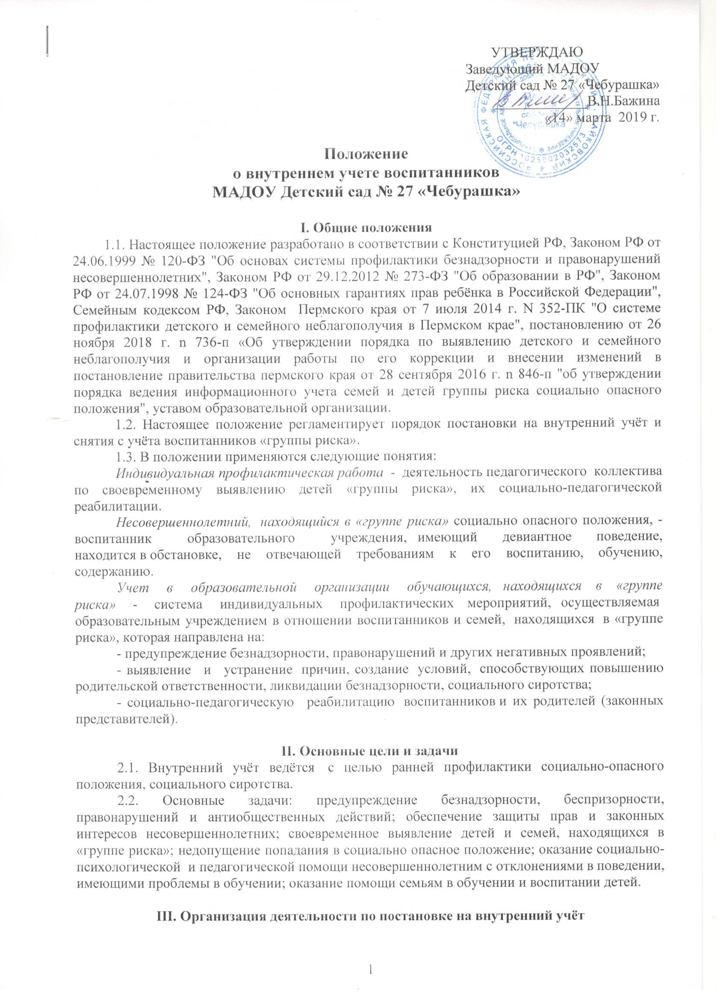 УТВЕРЖДАЮ
Заведующий МАДОУ
Детский сад № 27 «Чебурашка»
В.Н.Бажина
«14» марта 2019 г.
Положение
о внутреннем учете воспитанников
МАДОУ Детский сад № 27 «Чебурашка»
I. Общие положения
1.1. Настоящее положение разработано в соответствии с Конституцией РФ, Законом РФ от
24.06.1999 № 120-ФЗ "Об основах системы профилактики безнадзорности и правонарушений
несовершеннолетних", Законом РФ от 29.12.2012 № 273-ФЗ "Об образовании в РФ", Законом
РФ от 24.07.1998 № 124-ФЗ "Об основных гарантиях прав ребёнка в Российской Федерации",
Семейным кодексом РФ, Законом Пермского края от 7 июля 2014 г. N 352-ПК "О системе
профилактики детского и семейного неблагополучия в Пермском крае", постановлению от 26
ноября 2018 г. n 736-п «Об утверждении порядка по выявлению детского и семейного
неблагополучия и организации работы по его коррекции и внесении изменений в
постановление правительства пермского края от 28 сентября 2016 г. n 846-п "об утверждении
порядка ведения информационного учета семей и детей группы риска социально опасного
положения", уставом образовательной организации.
1.2. Настоящее положение регламентирует порядок постановки на внутренний учёт и
снятия с учёта воспитанников «группы риска».
1.3. В положении применяются следующие понятия:
Индивидуальная профилактическая работа - деятельность педагогического коллектива
по своевременному выявлению детей «группы риска», их социально-педагогической
реабилитации.
Несовершеннолетний, находящийся в «группе риска» социально опасного положения, -
воспитанник образовательного учреждения, имеющий девиантное поведение,
находится в обстановке, не отвечающей требованиям к его воспитанию, обучению,
содержанию.
Учет в образовательной организации обучающихся, находящихся в «группе
риска» - система индивидуальных профилактических мероприятий, осуществляемая
образовательным учреждением в отношении воспитанников и семей, находящихся в «группе
риска», которая направлена на:
- предупреждение безнадзорности, правонарушений и других негативных проявлений;
- выявление и устранение причин, создание условий, способствующих повышению
родительской ответственности, ликвидации безнадзорности, социального сиротства;
- социально-педагогическую реабилитацию воспитанников и их родителей (законных
представителей).
II. Основные цели и задачи
2.1. Внутренний учёт ведётся с целью ранней профилактики социально-опасного
положения, социального сиротства.
2.2. Основные задачи: предупреждение безнадзорности, беспризорности,
правонарушений и антиобщественных действий; обеспечение защиты прав и законных
интересов несовершеннолетних; своевременное выявление детей и семей, находящихся в
«группе риска»; недопущение попадания в социально опасное положение; оказание социально-
психологической и педагогической помощи несовершеннолетним с отклонениями в поведении,
имеющими проблемы в обучении; оказание помощи семьям в обучении и воспитании детей.
III. Организация деятельности по постановке на внутренний учёт
1